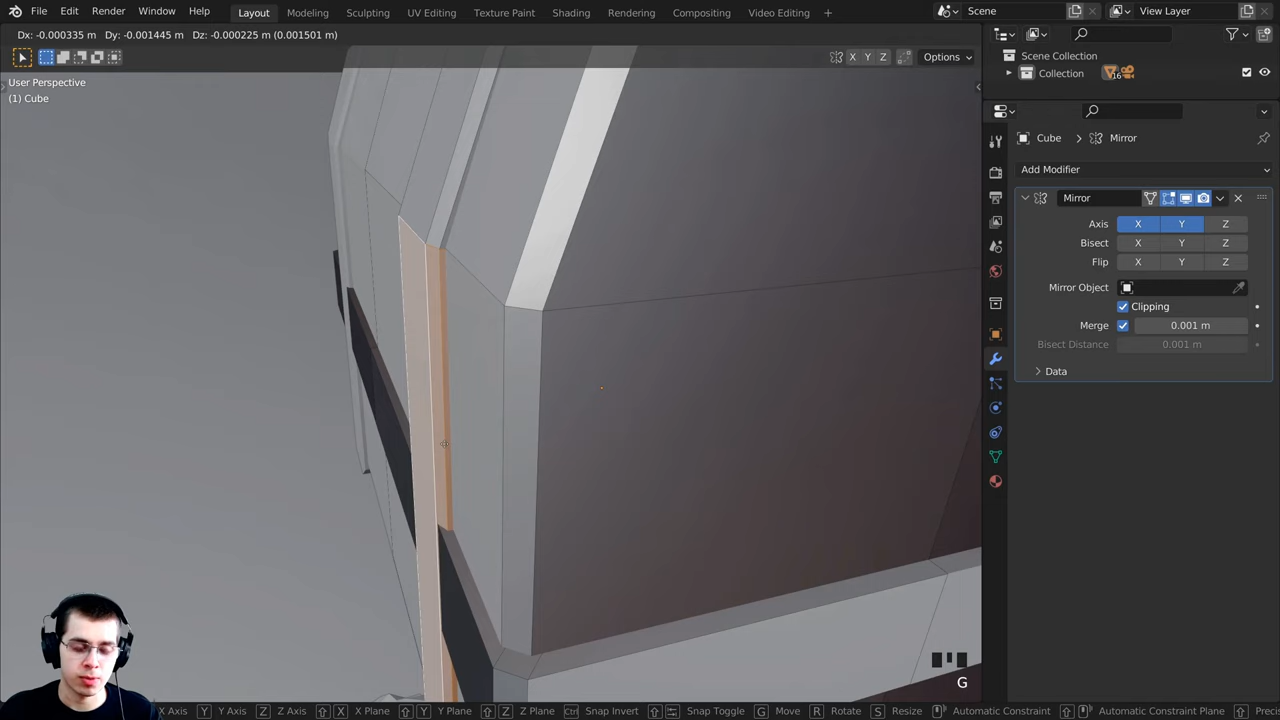 File Edit Render Window Help Layout Modeling Sculpting UV Editing Texture Paint Shading Rendering Compositing Video Editing + Scene View Layer
Dx: -0.000335 m Dy: -0.001445 m Dz: -0.000225 m (0.001501 m)
X Y Z Options
User Perspective
(1) Cube
Scene Collection
Collection 16
Cube > Mirror
Add Modifier
Mirror
Axis X Y Z
Bisect X Y Z
Flip X Y Z
Mirror Object
Clipping
Merge 0.001 m
Bisect Distance 0.001 m
Data
G
X Axis Y Y Axis Z Z Axis X X Plane Y Y Plane Z Z Plane Ctrl Snap Invert Snap Toggle G Move R Rotate S Resize Automatic Constraint Automatic Constraint Plane